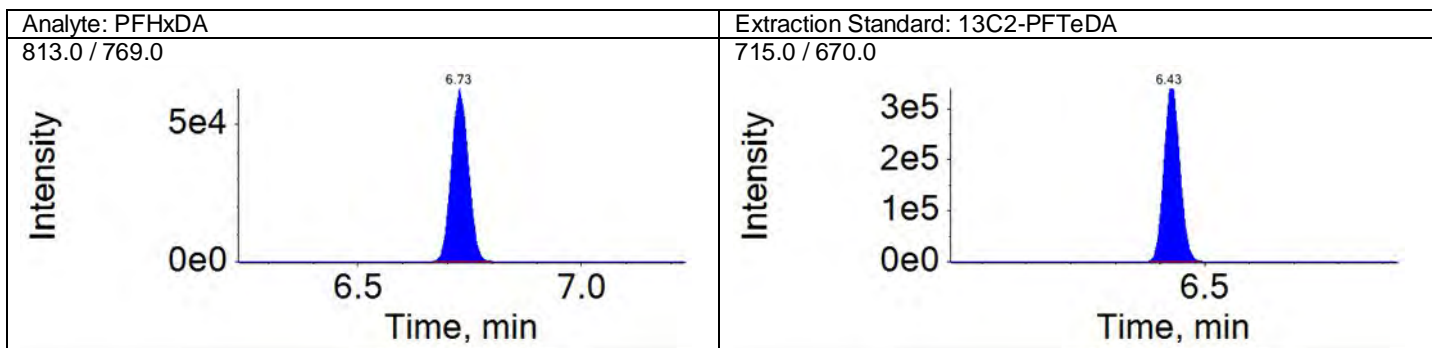 Analyte: PFHxDA
813.0 / 769.0
6.73
5e4
0e0
Intensity
6.5
7.0
Time, min
Extraction Standard: 13C2-PFTeDA
715.0 / 670.0
6.43
3e5
2e5
1e5
0e0
Intensity
6.5
Time, min